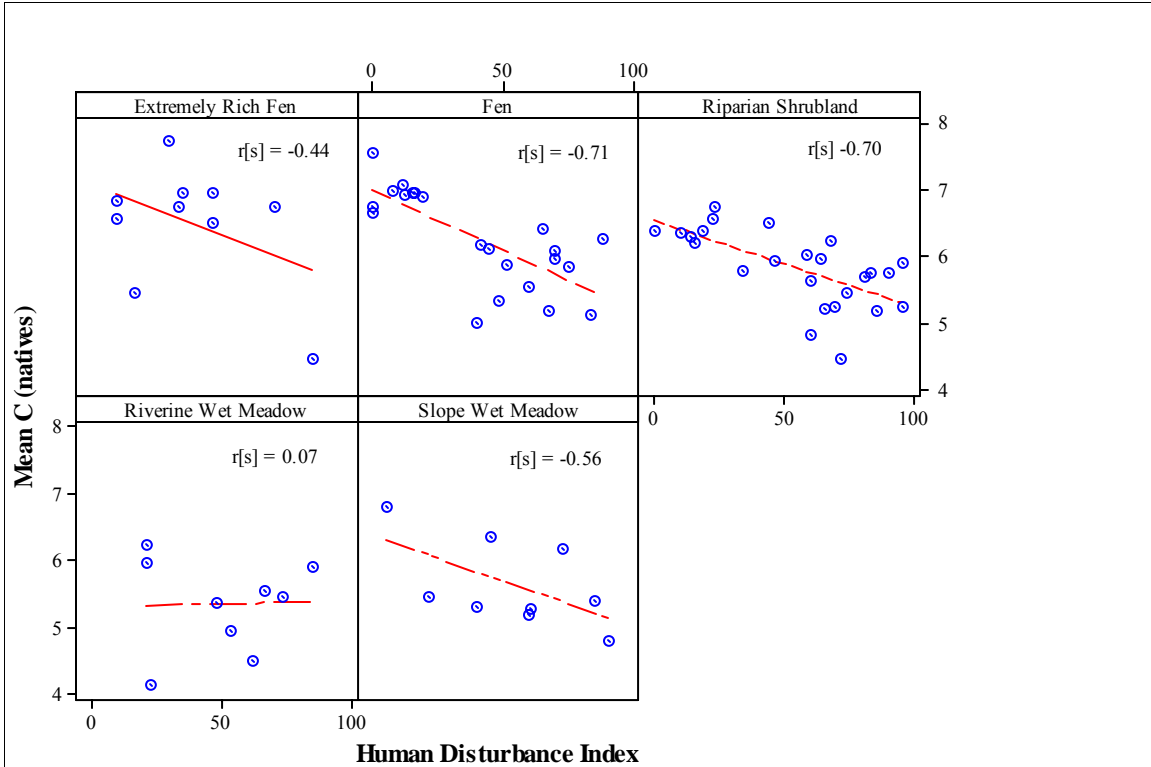 0 50 100
Extremely Rich Fen Fen Riparian Shrubland
r[s] = -0.44 r[s] = -0.71 r[s] -0.70
8
7
6
5
4
0 50 100
Mean C (natives)
Riverine Wet Meadow Slope Wet Meadow
r[s] = 0.07 r[s] = -0.56
8
7
6
5
4
0 50 100
Human Disturbance Index